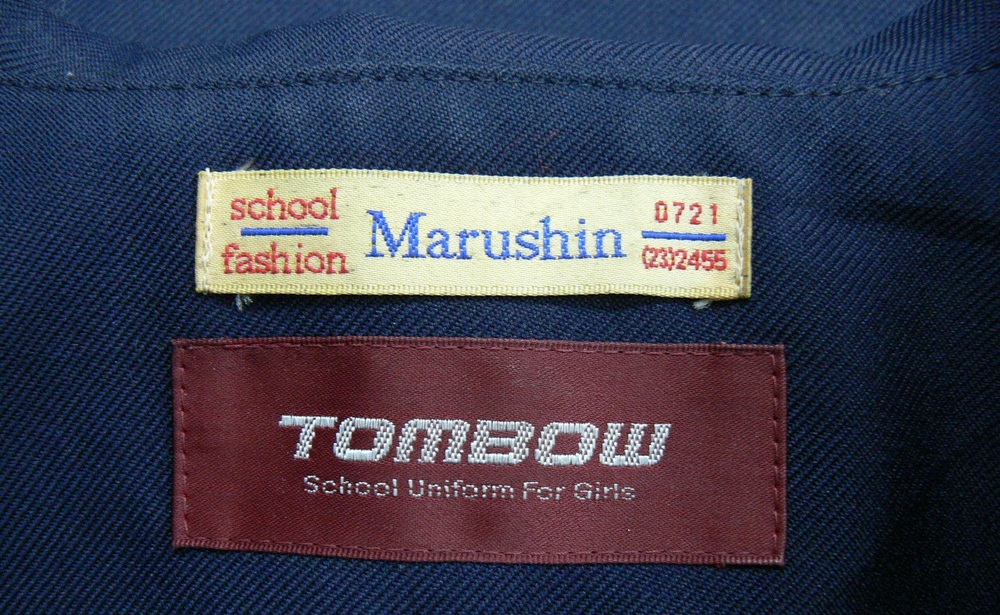 school
fashion
Marushin
0721
(23)2455
TOMBOW
School Uniform For Girls